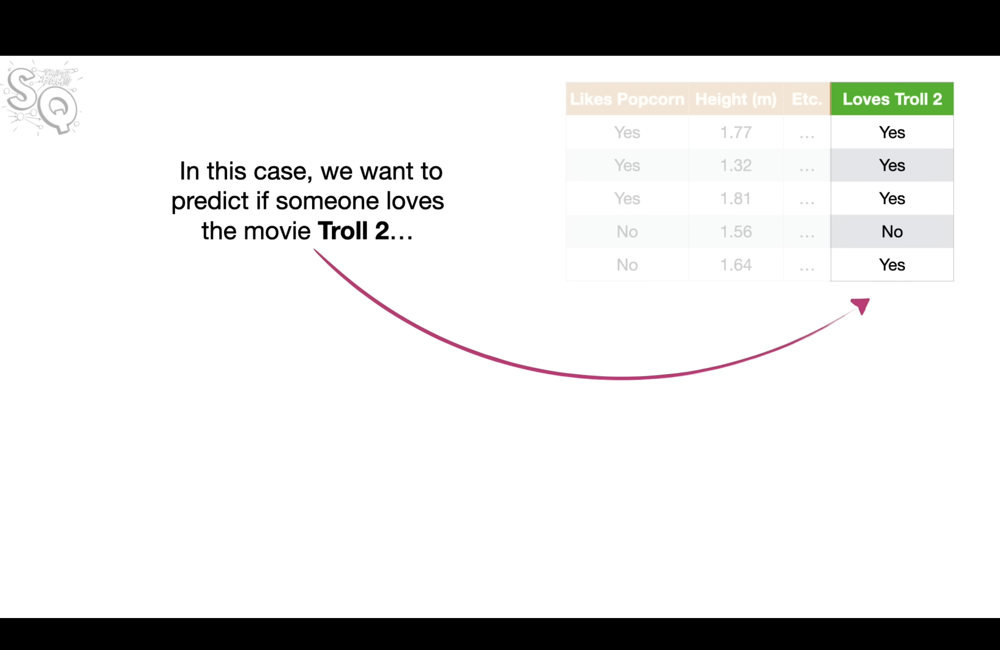 SQ
TRIPLE
BAM!!!
In this case, we want to
predict if someone loves
the movie Troll 2…
Likes Popcorn Height (m) Etc. Loves Troll 2
Yes 1.77 … Yes
Yes 1.32 … Yes
Yes 1.81 … Yes
No 1.56 … No
No 1.64 … Yes